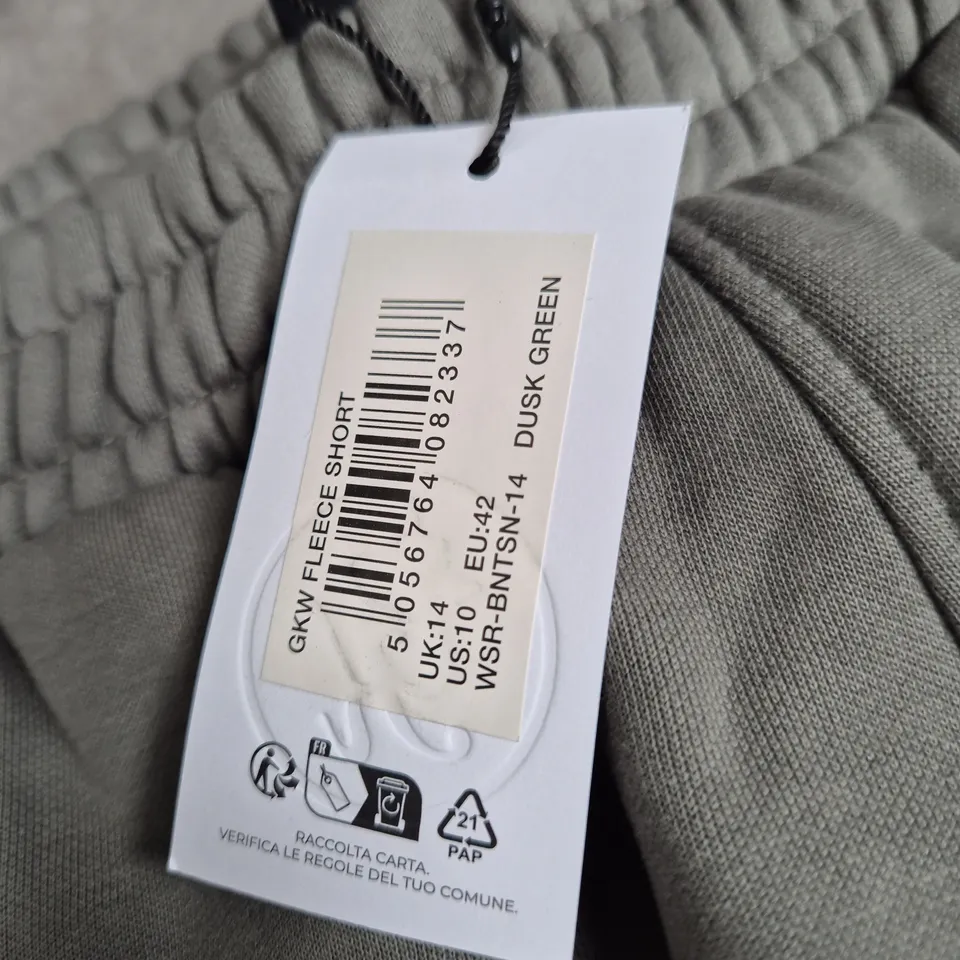 GKW FLEECE SHORT
5 056764 082337
UK:14
US:10 EU:42
WSR-BNTSN-14 DUSK GREEN
FR
21
PAP
RACCOLTA CARTA.
VERIFICA LE REGOLE DEL TUO COMUNE.